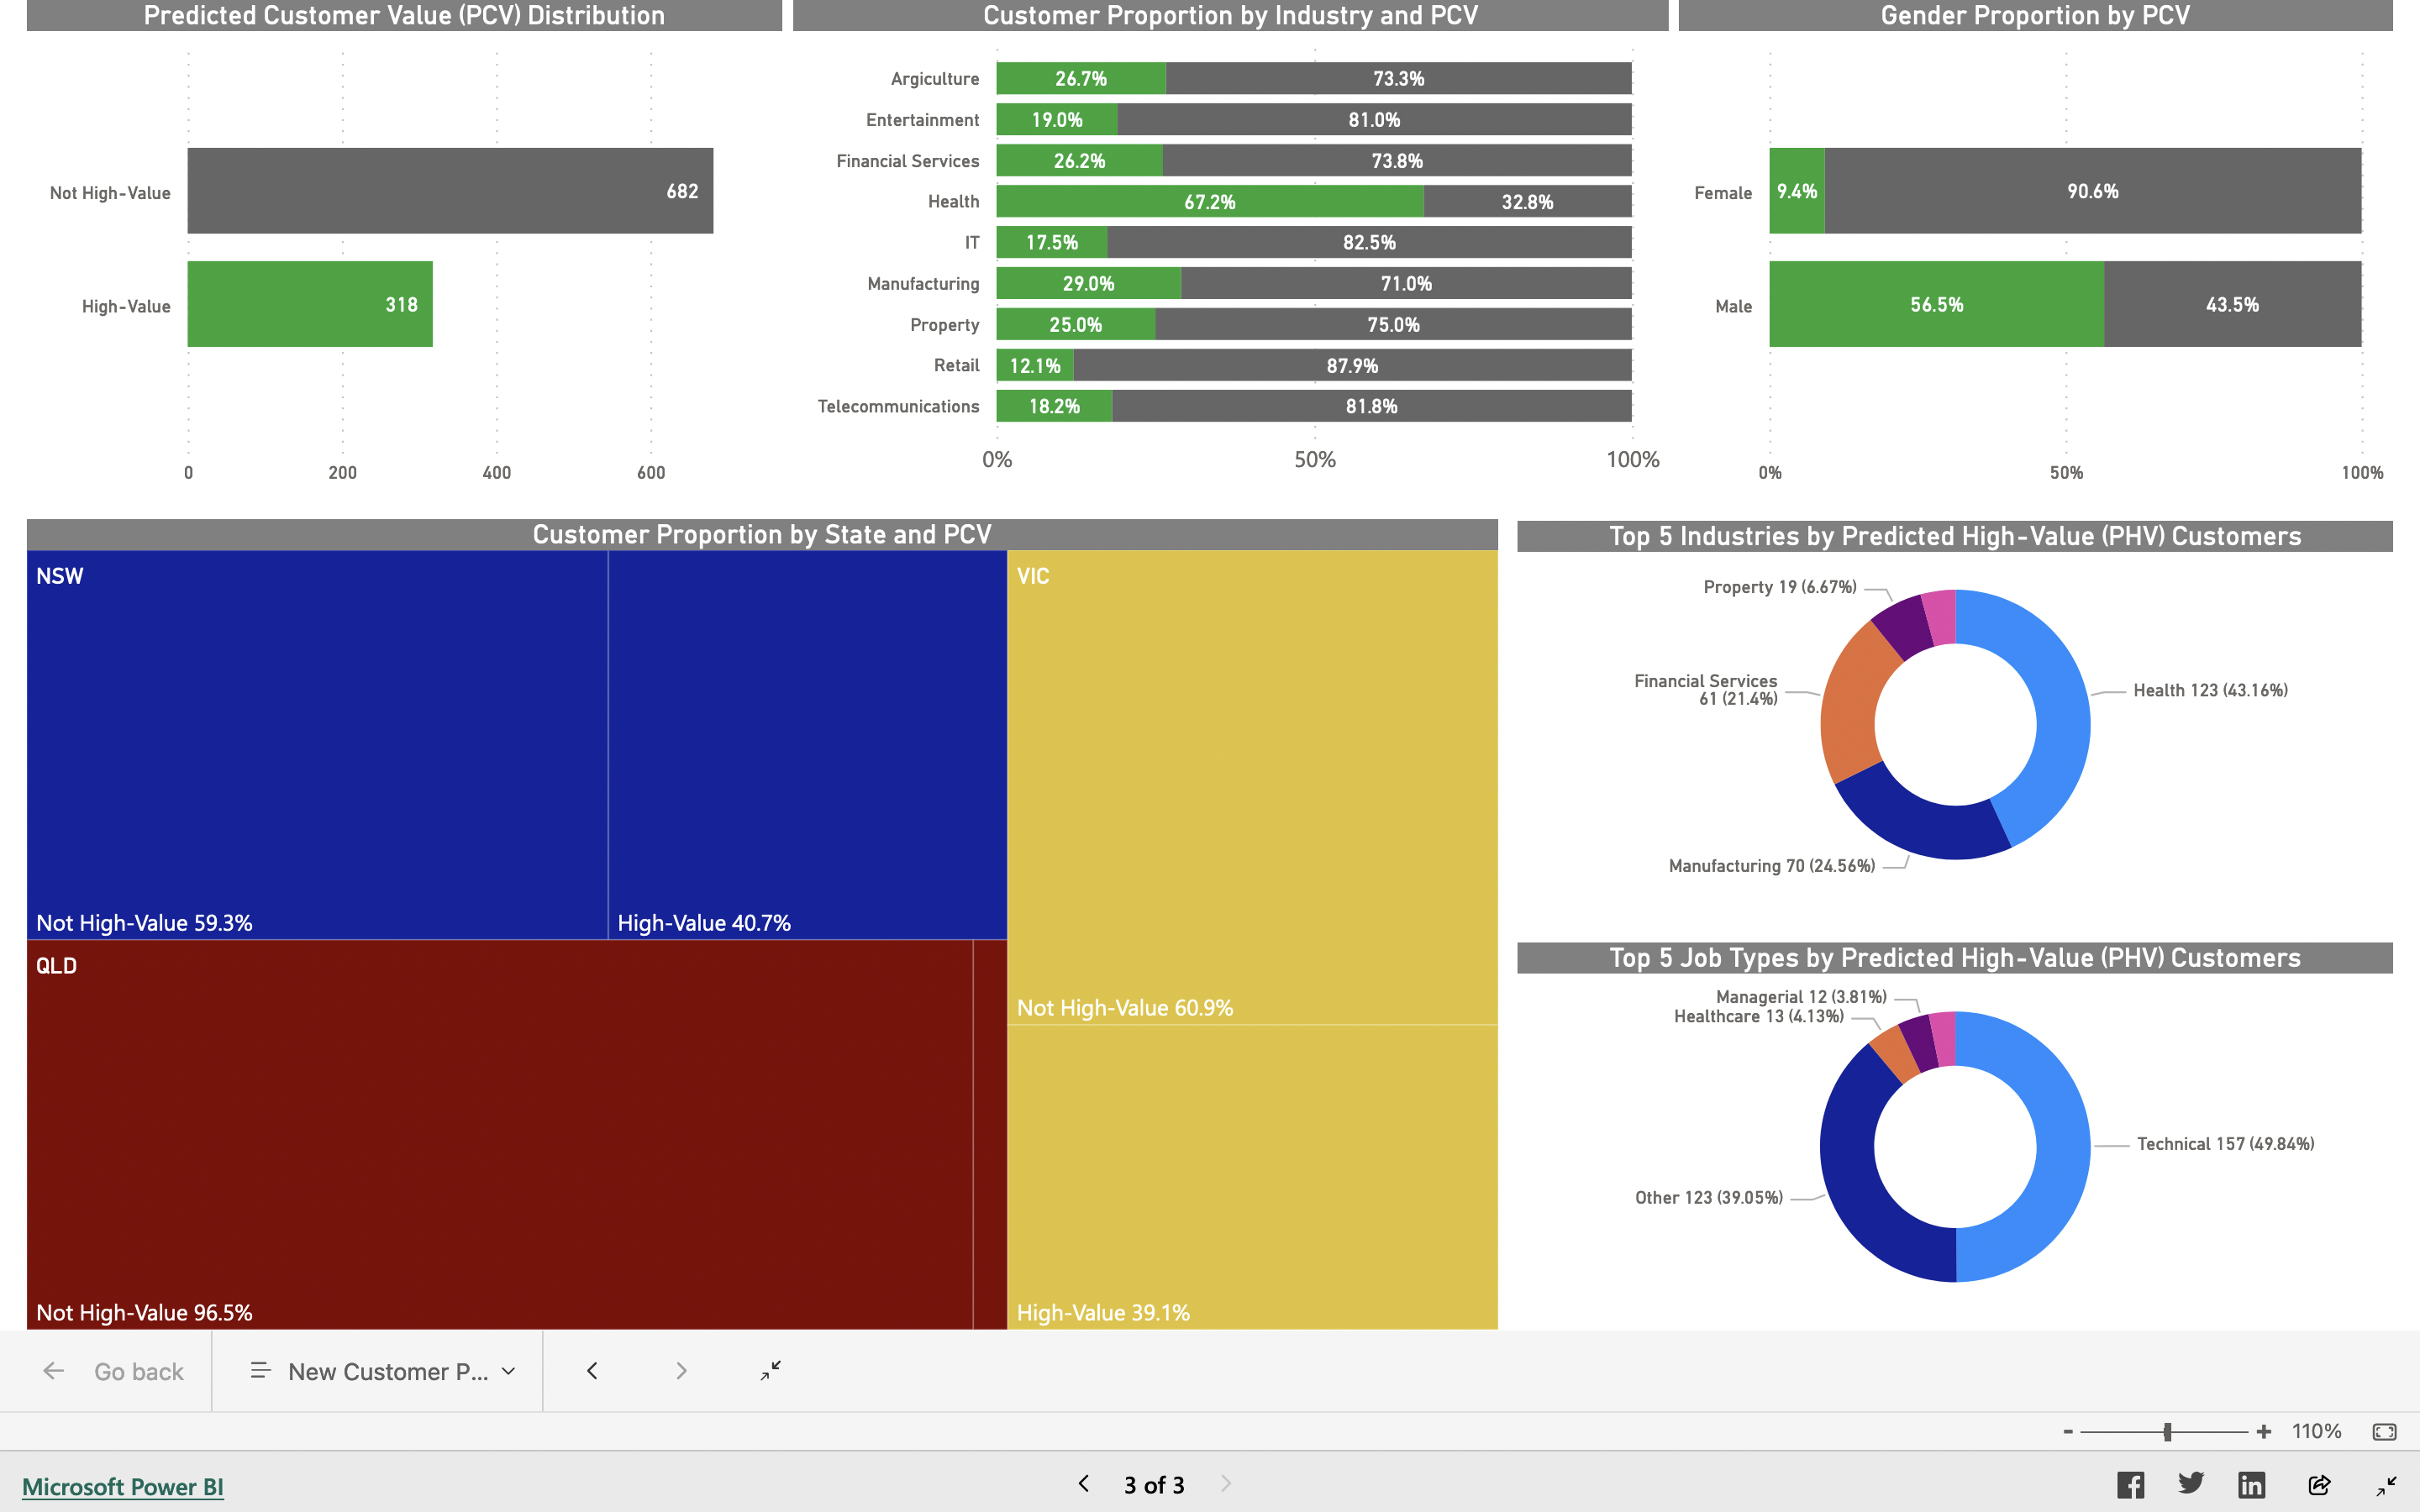 Predicted Customer Value (PCV) Distribution
Not High-Value
682
High-Value
318
0 200 400 600
Customer Proportion by Industry and PCV
Argiculture 26.7% 73.3%
Entertainment 19.0% 81.0%
Financial Services 26.2% 73.8%
Health 67.2% 32.8%
IT 17.5% 82.5%
Manufacturing 29.0% 71.0%
Property 25.0% 75.0%
Retail 12.1% 87.9%
Telecommunications 18.2% 81.8%
0% 50% 100%
Gender Proportion by PCV
Female 9.4% 90.6%
Male 56.5% 43.5%
0% 50% 100%
Customer Proportion by State and PCV
NSW
Not High-Value 59.3%
High-Value 40.7%
QLD
Not High-Value 96.5%
VIC
Not High-Value 60.9%
High-Value 39.1%
Top 5 Industries by Predicted High-Value (PHV) Customers
Property 19 (6.67%)
Financial Services
61 (21.4%)
Health 123 (43.16%)
Manufacturing 70 (24.56%)
Top 5 Job Types by Predicted High-Value (PHV) Customers
Managerial 12 (3.81%)
Healthcare 13 (4.13%)
Technical 157 (49.84%)
Other 123 (39.05%)
Go back
New Customer P...
110%
Microsoft Power BI
3 of 3